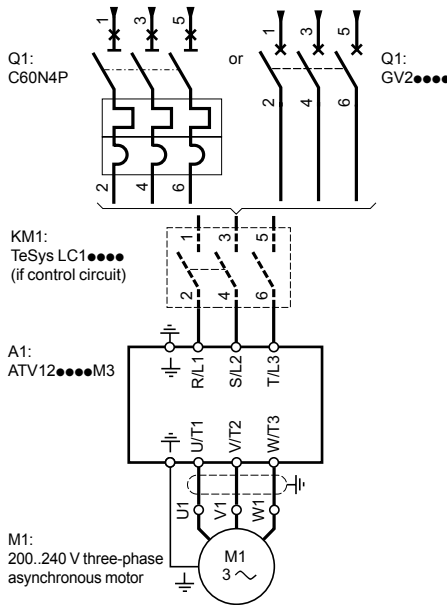 1 3 5 1 3 5
Q1:
C60N4P
or
Q1:
GV2●●●●
2 4 6
2 4 6
KM1:
TeSys LC1●●●●
(if control circuit)
1 3 5
2 4 6
A1:
ATV12●●●●M3
R/L1 S/L2 T/L3
U/T1 V/T2 W/T3
U1 V1 W1
M1:
200..240 V three-phase
asynchronous motor
M1
3 ~